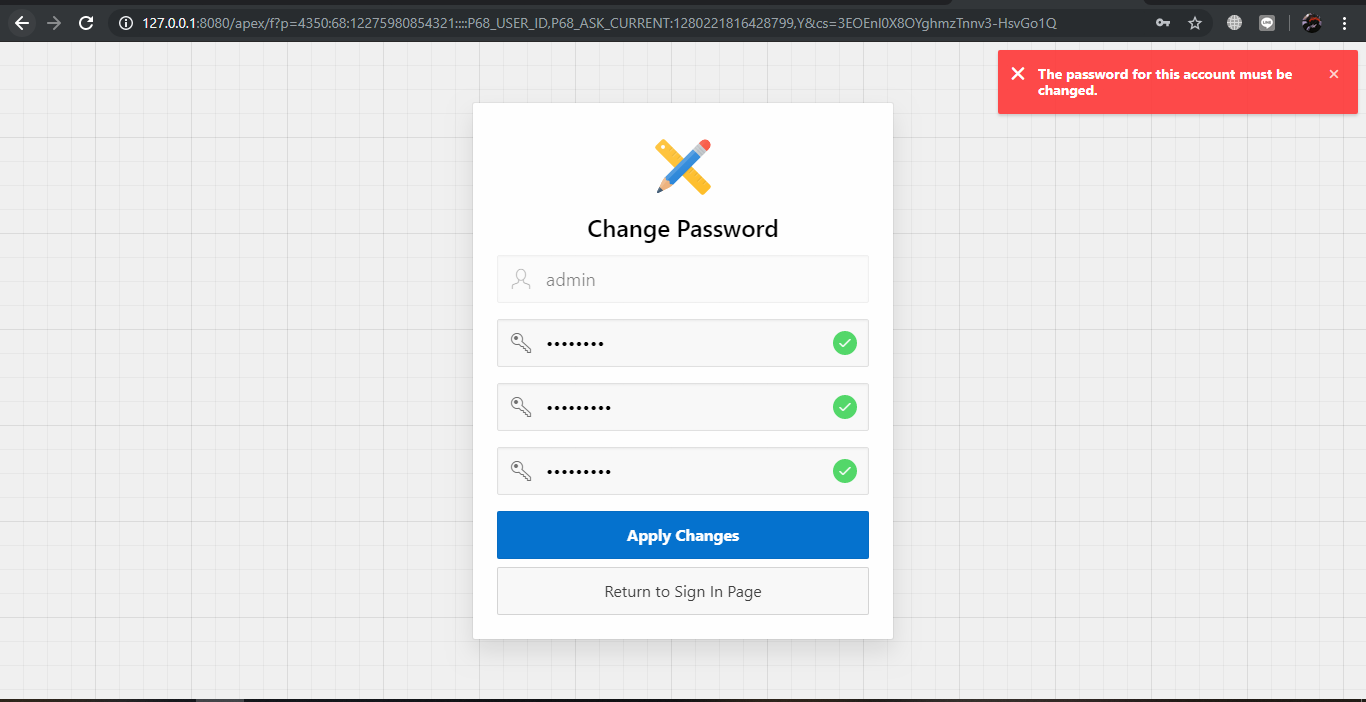 127.0.0.1:8080/apex/f?p=4350:68:12275980854321::::P68_USER_ID,P68_ASK_CURRENT:1280221816428799,Y&cs=3EOEnI0X8OYghmzTnnv3-HsvGo1Q
The password for this account must be
changed.
Change Password
admin
Apply Changes
Return to Sign In Page